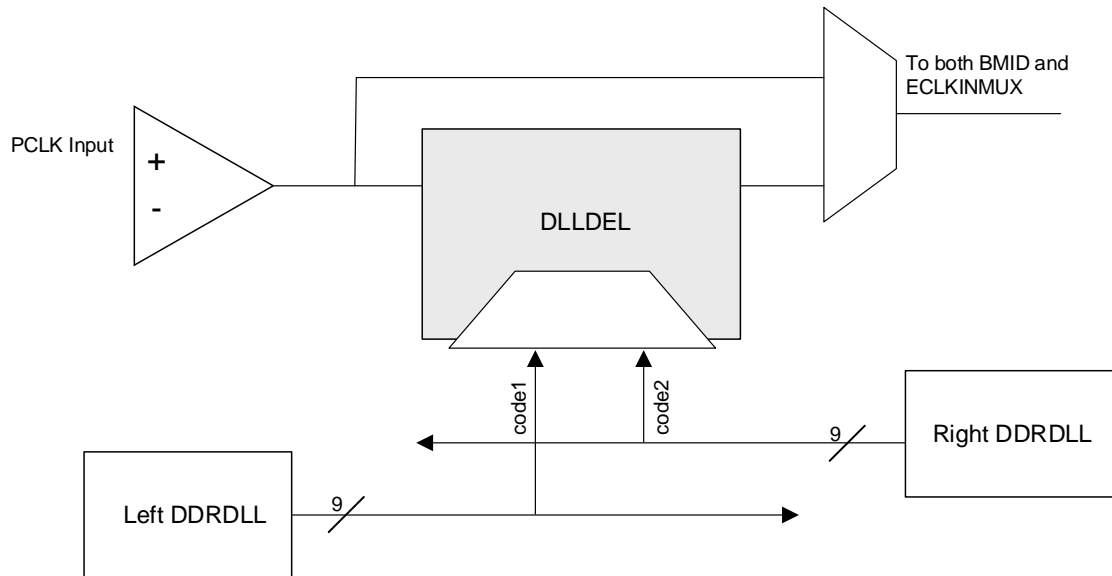 To both BMID and
ECLKINMUX
PCLK Input
+
-
DLLDEL
code1
code2
9
Right DDRDLL
9
Left DDRDLL